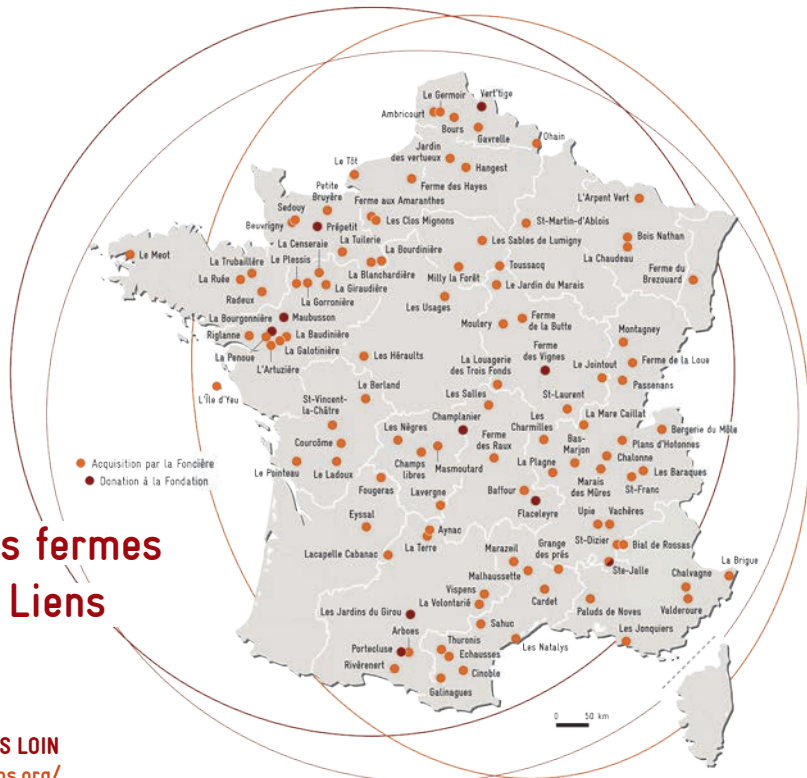 Le Germoir
Vert'tige
Ambricourt
Bours
Gavrelle
Ohain
Jardin
des vertueux
Hangest
Le Tôt
Ferme des Hayes
L'Arpent Vert
Petite
Bruyère
Ferme aux Amaranthes
Sedouy
Beuvrigny
Prépetit
Les Clos Mignons
St-Martin-d'Ablois
Bois Nathan
La Chaudeau
Les Sables de Lumigny
La Censeraie
La Tuilerie
La Bourdinière
Le Meot
La Trubaillère
Le Plessis
La Blanchardière
Milly la Forêt
Toussacq
Ferme du
Brezouard
La Ruée
La Giraudière
Le Jardin du Marais
Radeux
La Gorronière
Les Usages
La Bourgonnière
Maubusson
Moulery
Ferme
de la Butte
Montagney
Riglanne
La Baudinière
La Galotinière
La Penoue
L'Artuzière
Les Héraults
La Louagerie
des Trois Fonds
Ferme
des Vignes
Le Jointout
Ferme de la Loue
Passenans
L'Île d'Yeu
Le Berland
St-Vincent-
la-Châtre
Les Salles
St-Laurent
La Mare Caillat
Champlanier
Les
Charmilles
Bergerie du Môle
Les Nègres
Courcôme
Ferme
des Raux
Bas-
Marjon
Plans d'Hotonnes
Chalonne
Acquisition par la Foncière
Donation à la Fondation
Le Pointeau
Le Ladoux
Champs
libres
Masmoutard
La Plagne
Marais
des Mûres
Les Baraques
St-Franc
Fougeras
Lavergne
Baffour
Flaceleyre
Upie
Vachères
Eyssal
Aynac
St-Dizier
Bial de Rossas
s fermes
Liens
Lacapelle Cabanac
La Terre
Marazeil
Grange
des prés
Ste-Jalle
La Brigue
Malhaussette
Chalvagne
Vispens
Cardet
Paluds de Noves
Valderoure
Les Jardins du Girou
La Volontarié
Sahuc
Les Jonquiers
Arboes
Portecluse
Thuronis
Echausses
Les Natalys
Rivèrenert
Cinoble
Galinagues
0 50 km
S LOIN
os.org/